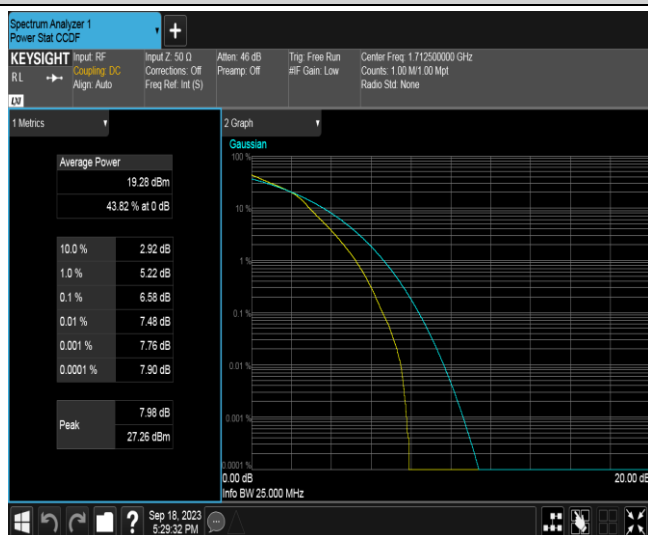 Spectrum Analyzer 1
Power Stat CCDF
+
KEYSIGHT
RL
LXI
Input: RF
Coupling: DC
Align: Auto
Input Z: 50 Ω
Corrections: Off
Freq Ref: Int (S)
Atten: 46 dB
Preamp: Off
Trig: Free Run
#IF Gain: Low
Center Freq: 1.712500000 GHz
Counts: 1.00 M/1.00 Mpt
Radio Std: None
1 Metrics
Average Power
19.28 dBm
43.82 % at 0 dB
10.0 % 2.92 dB
1.0 % 5.22 dB
0.1 % 6.58 dB
0.01 % 7.48 dB
0.001 % 7.76 dB
0.0001 % 7.90 dB
Peak
7.98 dB
27.26 dBm
2 Graph
Gaussian
100 %
10 %
1 %
0.1 %
0.01 %
0.001 %
0.0001 %
0.00 dB 20.00 dB
Info BW 25.000 MHz
?
Sep 18, 2023
5:29:32 PM